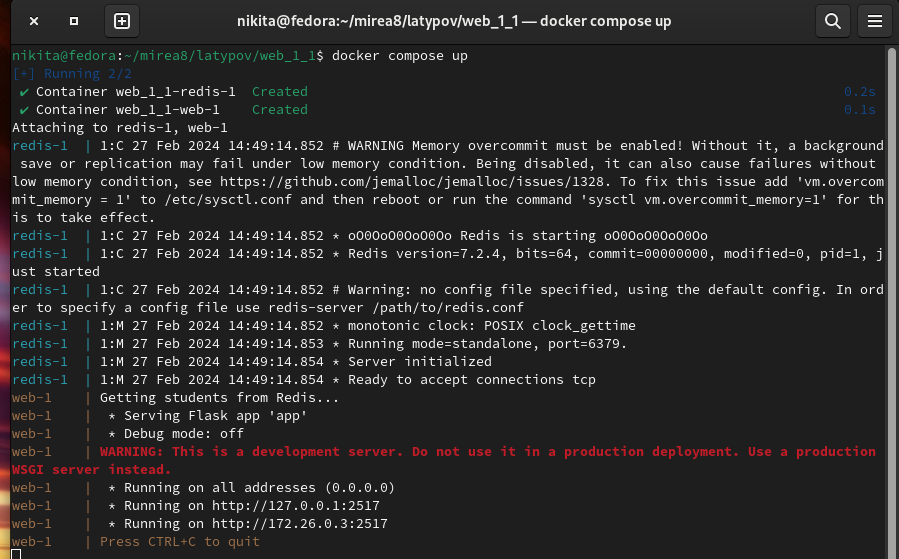 nikita@fedora:~/mirea8/latypov/web_1_1 — docker compose up
nikita@fedora:~/mirea8/latypov/web_1_1$ docker compose up
[+] Running 2/2
✔ Container web_1_1-redis-1  Created 0.2s
✔ Container web_1_1-web-1    Created 0.1s
Attaching to redis-1, web-1
redis-1  | 1:C 27 Feb 2024 14:49:14.852 # WARNING Memory overcommit must be enabled! Without it, a background
save or replication may fail under low memory condition. Being disabled, it can also cause failures without
low memory condition, see https://github.com/jemalloc/jemalloc/issues/1328. To fix this issue add 'vm.overcom
mit_memory = 1' to /etc/sysctl.conf and then reboot or run the command 'sysctl vm.overcommit_memory=1' for th
is to take effect.
redis-1  | 1:C 27 Feb 2024 14:49:14.852 * oO0OoO0OoO0Oo Redis is starting oO0OoO0OoO0Oo
redis-1  | 1:C 27 Feb 2024 14:49:14.852 * Redis version=7.2.4, bits=64, commit=00000000, modified=0, pid=1, j
ust started
redis-1  | 1:C 27 Feb 2024 14:49:14.852 # Warning: no config file specified, using the default config. In ord
er to specify a config file use redis-server /path/to/redis.conf
redis-1  | 1:M 27 Feb 2024 14:49:14.852 * monotonic clock: POSIX clock_gettime
redis-1  | 1:M 27 Feb 2024 14:49:14.853 * Running mode=standalone, port=6379.
redis-1  | 1:M 27 Feb 2024 14:49:14.854 * Server initialized
redis-1  | 1:M 27 Feb 2024 14:49:14.854 * Ready to accept connections tcp
web-1    | Getting students from Redis...
web-1    |  * Serving Flask app 'app'
web-1    |  * Debug mode: off
web-1    | WARNING: This is a development server. Do not use it in a production deployment. Use a production
WSGI server instead.
web-1    |  * Running on all addresses (0.0.0.0)
web-1    |  * Running on http://127.0.0.1:2517
web-1    |  * Running on http://172.26.0.3:2517
web-1    | Press CTRL+C to quit